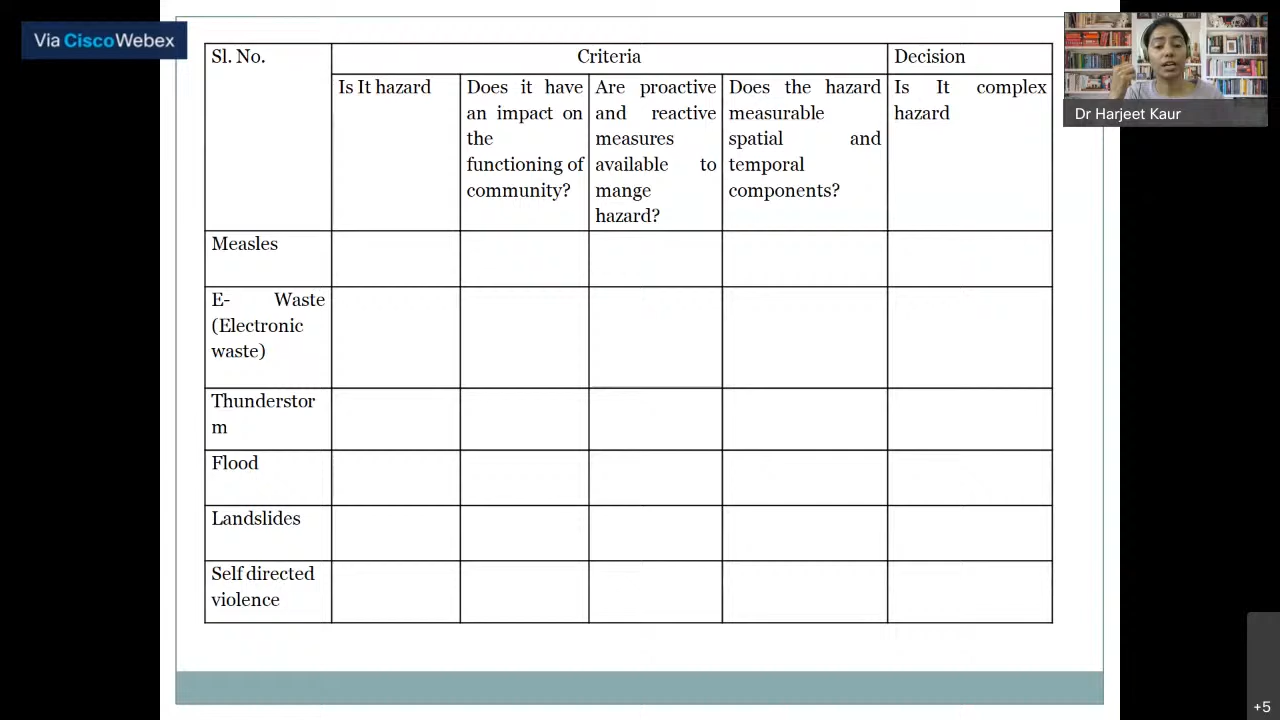 Via CiscoWebex
Sl. No.
Criteria
Decision
Is It hazard
Does it have
an impact on
the
functioning of
community?
Are proactive
and reactive
measures
available to
mange
hazard?
Does the hazard
measurable
spatial and
temporal
components?
Is It complex
hazard
Measles
E- Waste
(Electronic
waste)
Thunderstor
m
Flood
Landslides
Self directed
violence
Dr Harjeet Kaur
+5